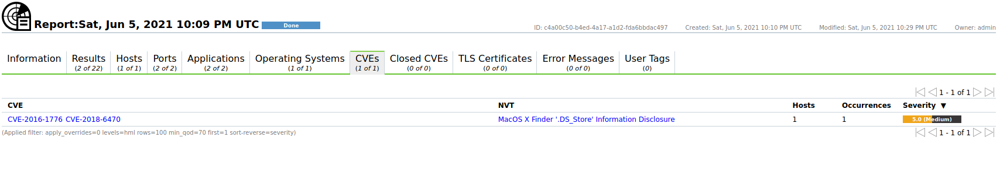 Report:Sat, Jun 5, 2021 10:09 PM UTC Done
ID: c4a00c50-b4ed-4a17-a1d2-fda6bbdac497 Created: Sat, Jun 5, 2021 10:10 PM UTC Modified: Sat, Jun 5, 2021 10:29 PM UTC Owner: admin
Information Results Hosts Ports Applications Operating Systems CVEs Closed CVEs TLS Certificates Error Messages User Tags
(2 of 22) (1 of 1) (2 of 2) (2 of 2) (1 of 1) (1 of 1) (0 of 0) (0 of 0) (0 of 0) (0)
1 - 1 of 1
CVE NVT Hosts Occurrences Severity ▼
CVE-2016-1776 CVE-2018-6470 MacOS X Finder '.DS_Store' Information Disclosure 1 1 5.0 (Medium)
(Applied filter: apply_overrides=0 levels=hml rows=100 min_qod=70 first=1 sort-reverse=severity) 1 - 1 of 1